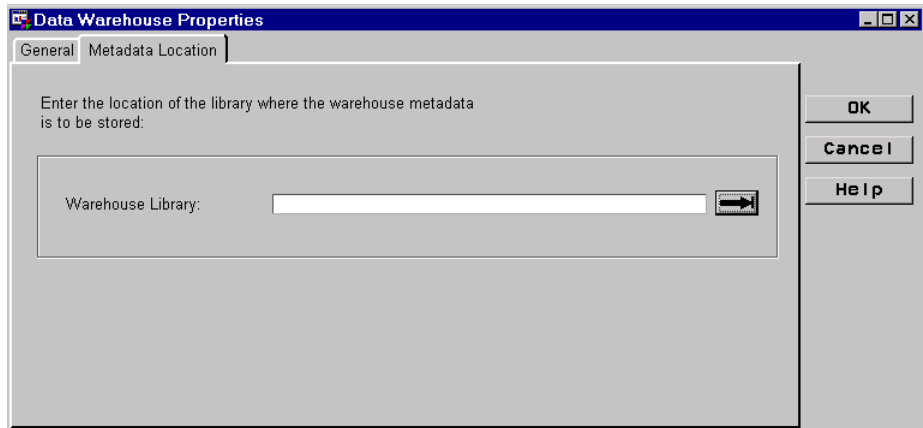 Data Warehouse Properties
General Metadata Location
Enter the location of the library where the warehouse metadata
is to be stored:
OK
Cancel
Help
Warehouse Library: